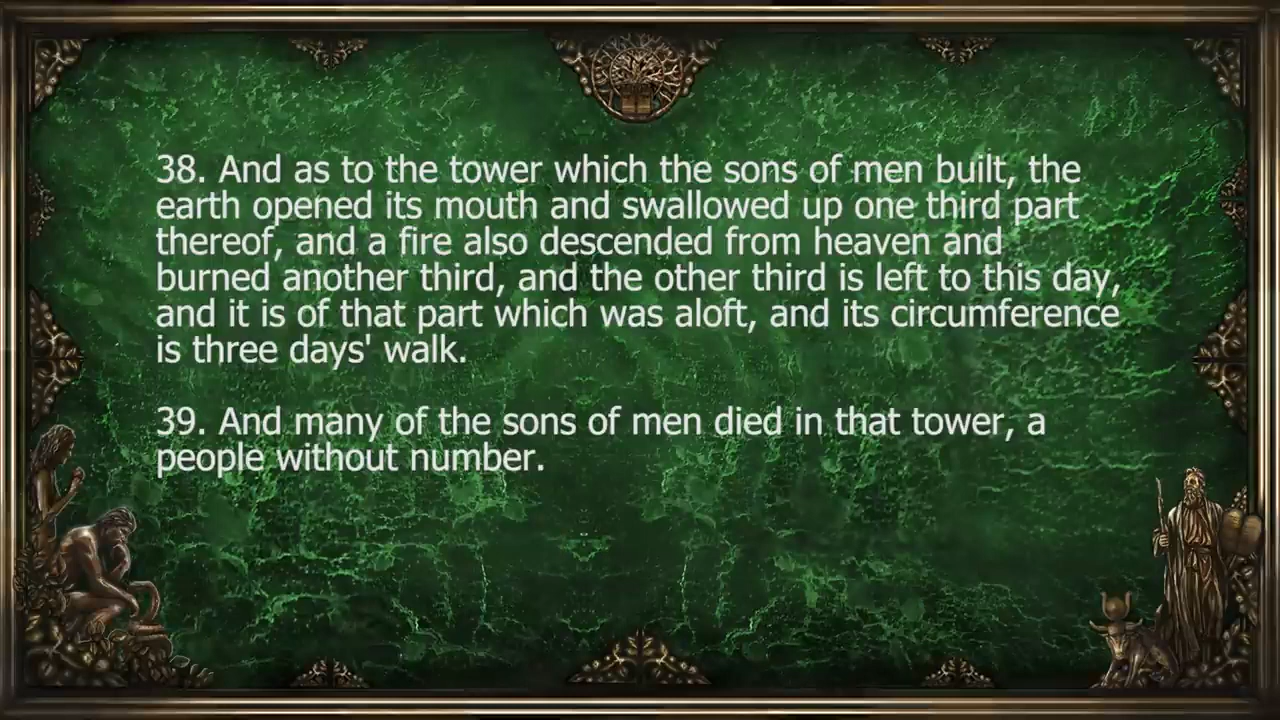 38. And as to the tower which the sons of men built, the
earth opened its mouth and swallowed up one third part
thereof, and a fire also descended from heaven and
burned another third, and the other third is left to this day,
and it is of that part which was aloft, and its circumference
is three days' walk.
39. And many of the sons of men died in that tower, a
people without number.